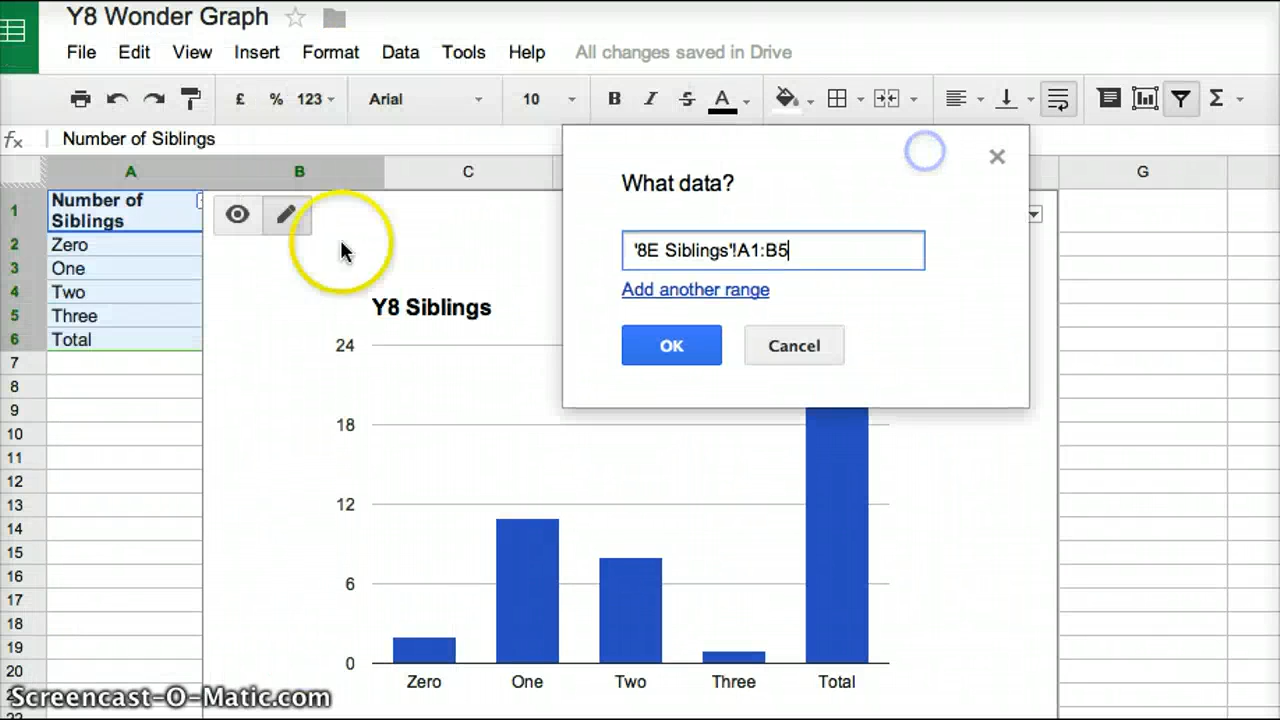 Y8 Wonder Graph
File Edit View Insert Format Data Tools Help All changes saved in Drive
£ % 123 Arial 10 B I S A Σ
fx Number of Siblings
A B C G
1 Number of Siblings
2 Zero
3 One
4 Two
5 Three
6 Total
7
8
9
10
11
12
13
14
15
16
17
18
19
20
What data?
'8E Siblings'!A1:B5
Add another range
OK Cancel
Y8 Siblings
24
18
12
6
0
Zero One Two Three Total
Screencast-O-Matic.com